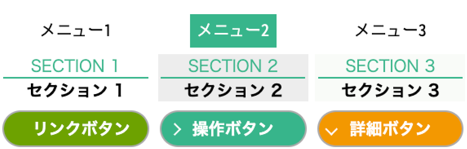 メニュー1 メニュー2 メニュー3
SECTION 1 SECTION 2 SECTION 3
セクション 1 セクション 2 セクション 3
リンクボタン 操作ボタン 詳細ボタン